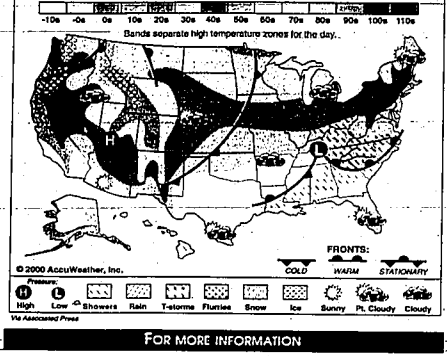 -10s -0s 0s 10s 20s 30s 40s 50s 60s 70s 80s 90s 100s 110s
Bands separate high temperature zones for the day.
H
L
FRONTS:
COLD WARM STATIONARY
© 2000 AccuWeather, Inc.
Pressure:
H L
High Low Showers Rain T-storms Flurries Snow Ice Sunny Pt. Cloudy Cloudy
Via Associated Press
FOR MORE INFORMATION